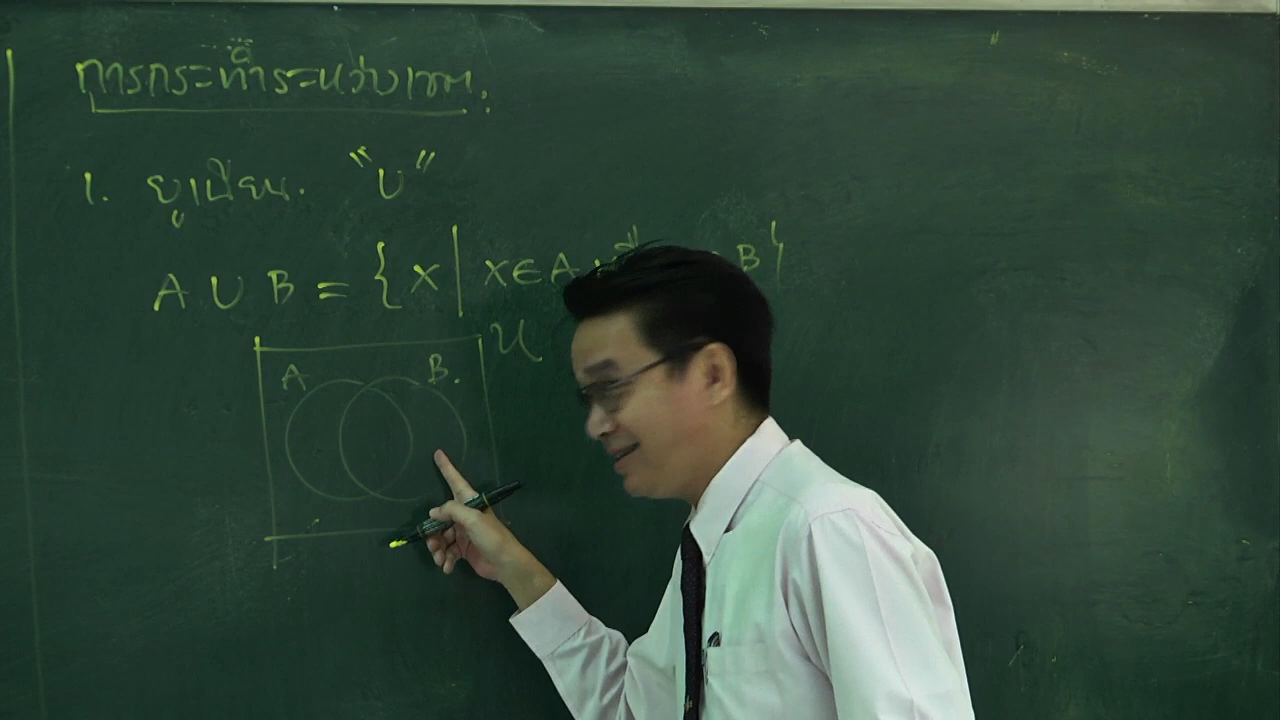 การกระทำระหว่างเซต.
1. ยูเนียน. "∪"
A ∪ B = {x | x ∈ A B}
U
A B.